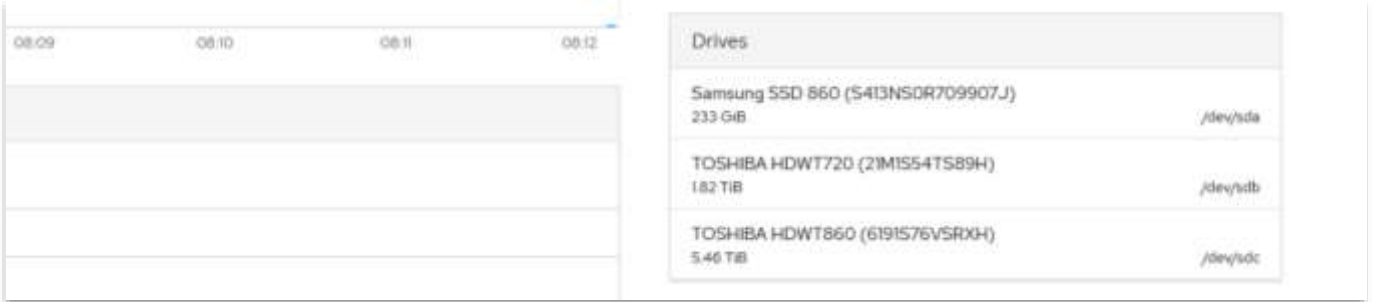 08:09 08:10 08:11 08:12
Drives
Samsung SSD 860 (S413NS0R709907J)
233 GiB /dev/sda
TOSHIBA HDWT720 (21M1S54TS89H)
1.82 TiB /dev/sdb
TOSHIBA HDWT860 (6191S76VSRXH)
5.46 TiB /dev/sdc